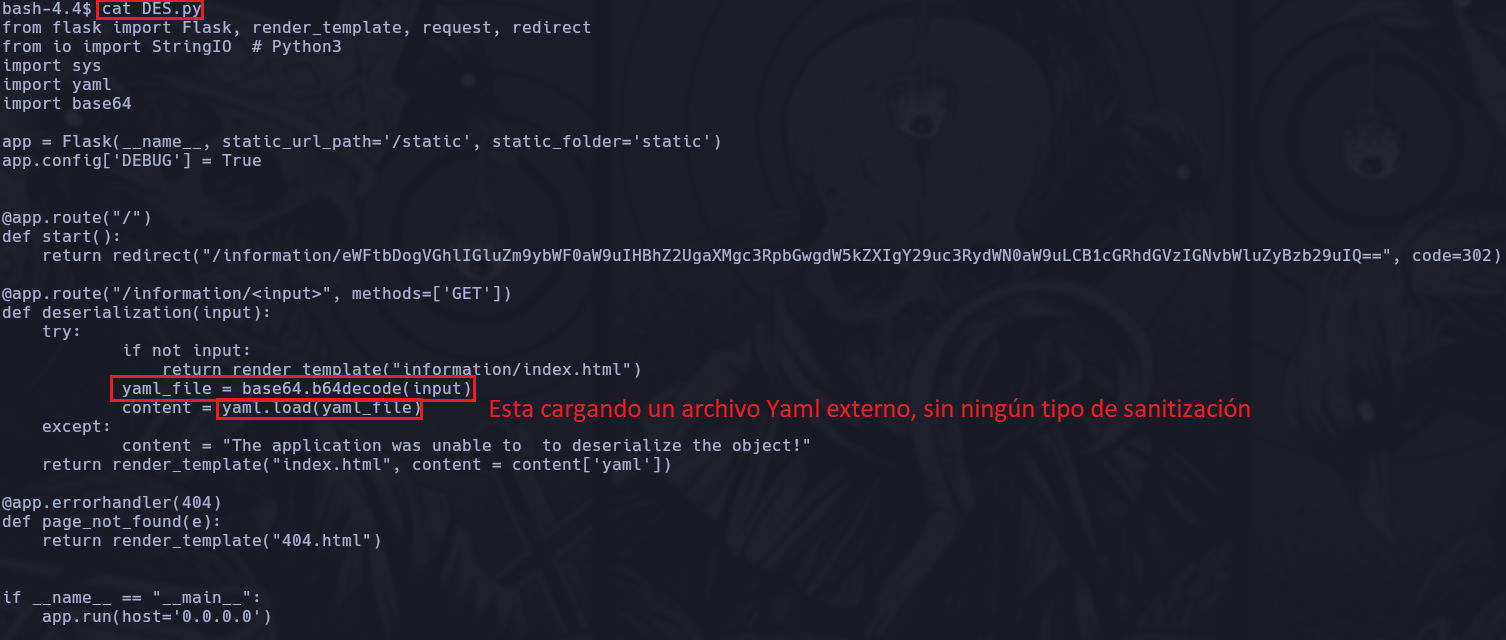 bash-4.4$ cat DES.py
from flask import Flask, render_template, request, redirect
from io import StringIO  # Python3
import sys
import yaml
import base64

app = Flask(__name__, static_url_path='/static', static_folder='static')
app.config['DEBUG'] = True


@app.route("/")
def start():
    return redirect("/information/eWFtbDogVGhlIGluZm9ybWF0aW9uIHBhZ2UgaXMgc3RpbGwgdW5kZXIgY29uc3RydWN0aW9uLCB1cGRhdGVzIGNvbWluZyBzb29uIQ==", code=302)

@app.route("/information/<input>", methods=['GET'])
def deserialization(input):
    try:
            if not input:
                return render_template("information/index.html")
            yaml_file = base64.b64decode(input)
            content = yaml.load(yaml_file) Esta cargando un archivo Yaml externo, sin ningún tipo de sanitización
    except:
            content = "The application was unable to  to deserialize the object!"
    return render_template("index.html", content = content['yaml'])

@app.errorhandler(404)
def page_not_found(e):
    return render_template("404.html")


if __name__ == "__main__":
    app.run(host='0.0.0.0')